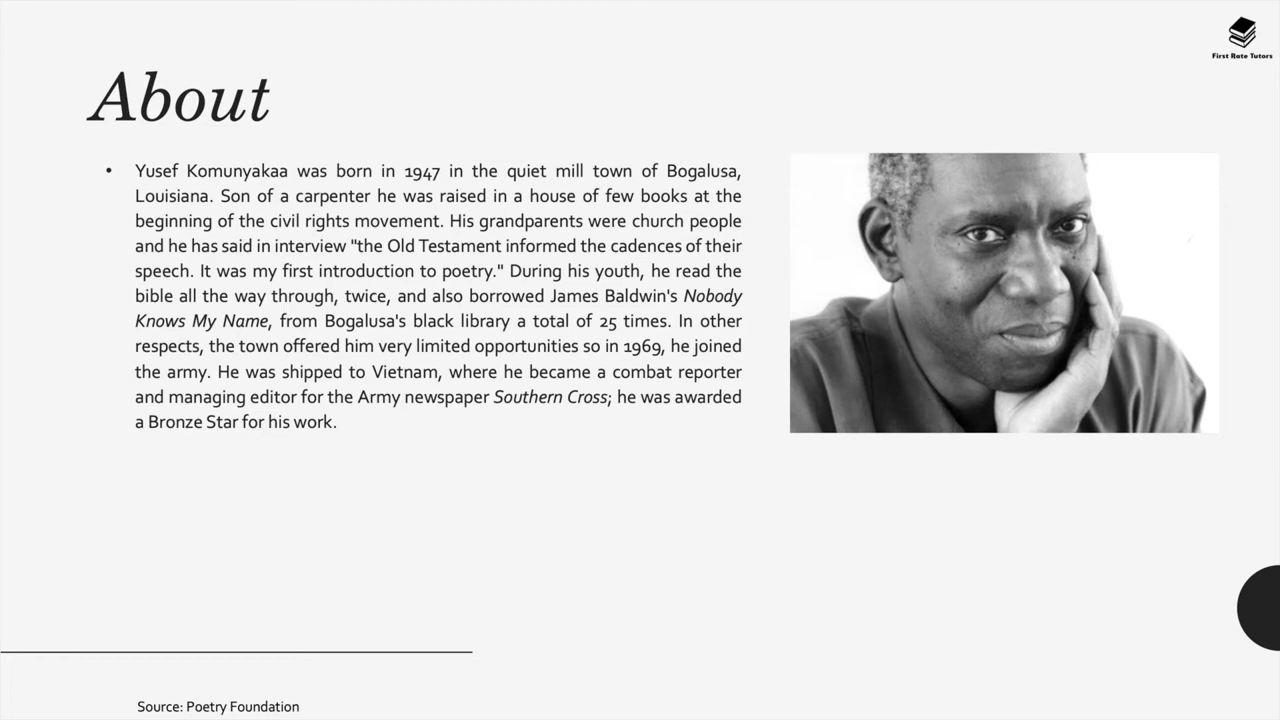 First Rate Tutors
About
• Yusef Komunyakaa was born in 1947 in the quiet mill town of Bogalusa,
Louisiana. Son of a carpenter he was raised in a house of few books at the
beginning of the civil rights movement. His grandparents were church people
and he has said in interview "the Old Testament informed the cadences of their
speech. It was my first introduction to poetry." During his youth, he read the
bible all the way through, twice, and also borrowed James Baldwin's Nobody
Knows My Name, from Bogalusa's black library a total of 25 times. In other
respects, the town offered him very limited opportunities so in 1969, he joined
the army. He was shipped to Vietnam, where he became a combat reporter
and managing editor for the Army newspaper Southern Cross; he was awarded
a Bronze Star for his work.
Source: Poetry Foundation